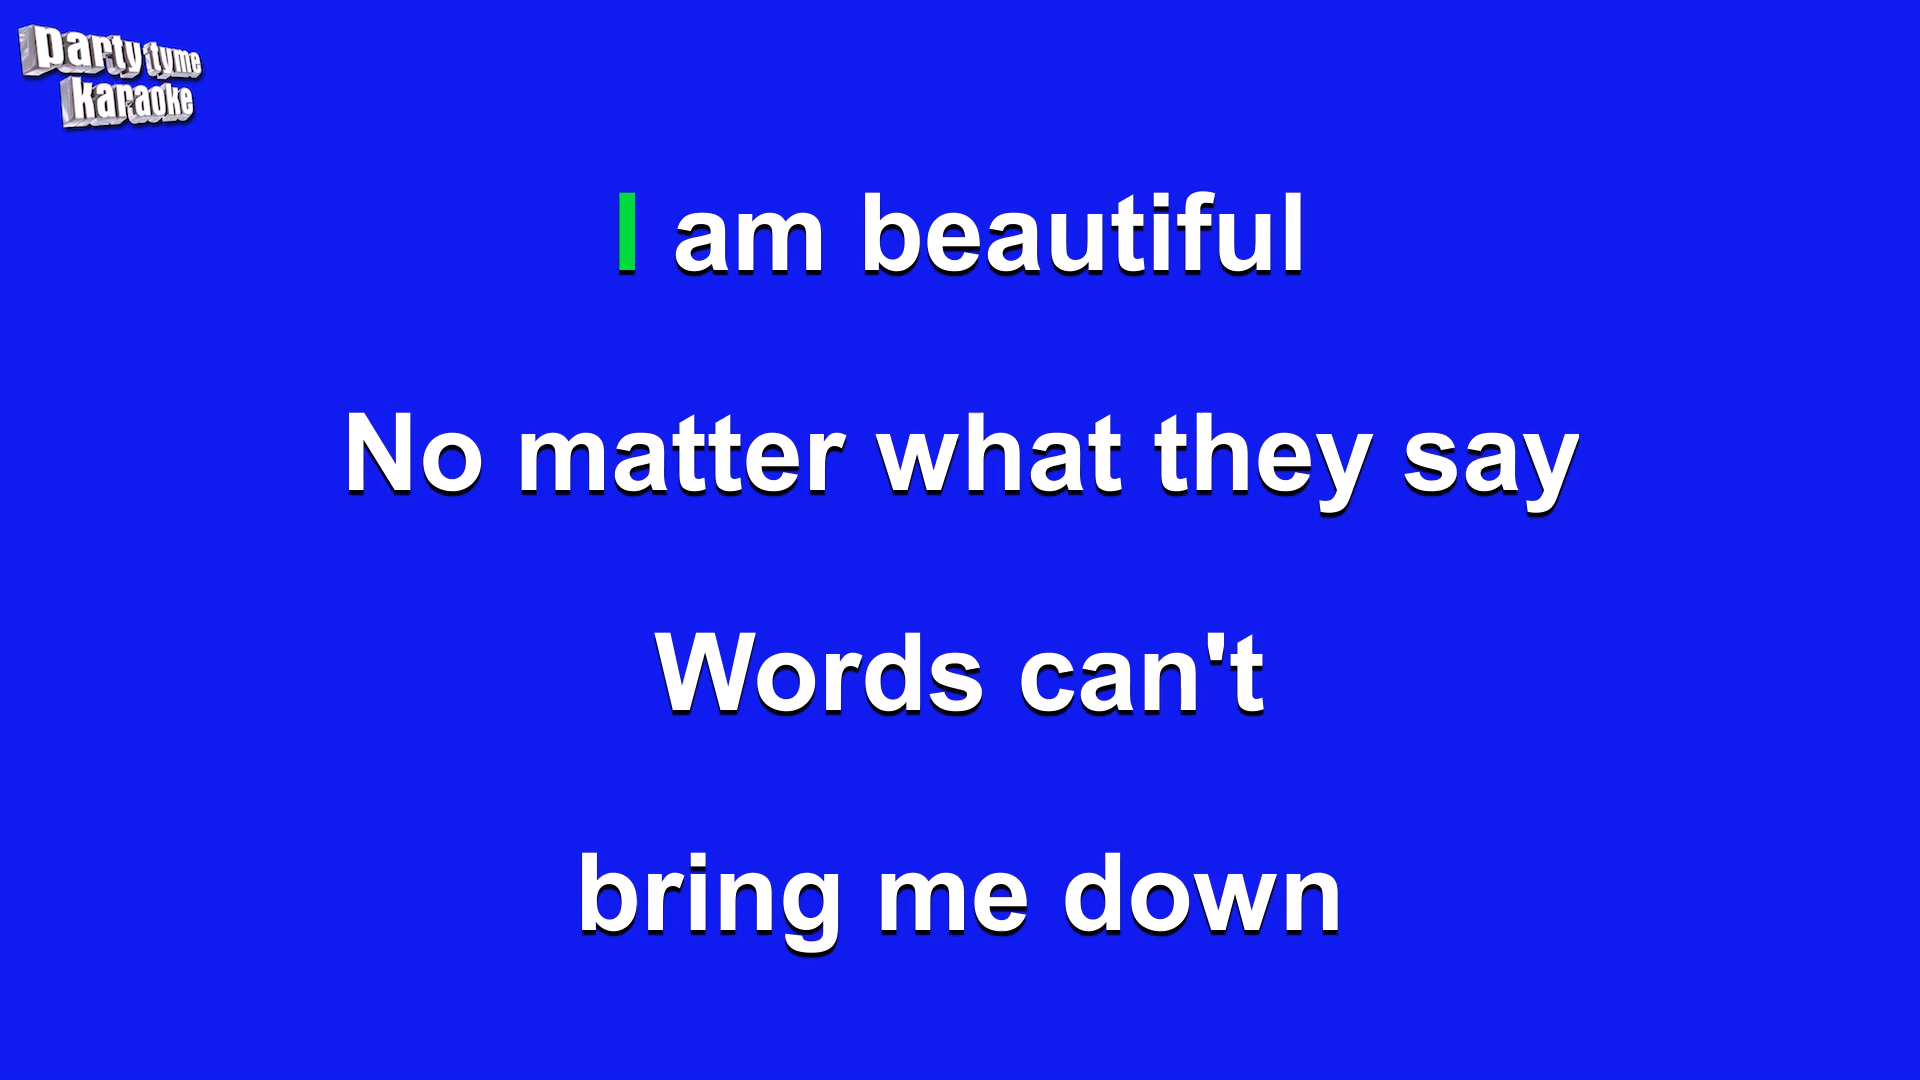 party tyme
karaoke
I am beautiful
No matter what they say
Words can't
bring me down